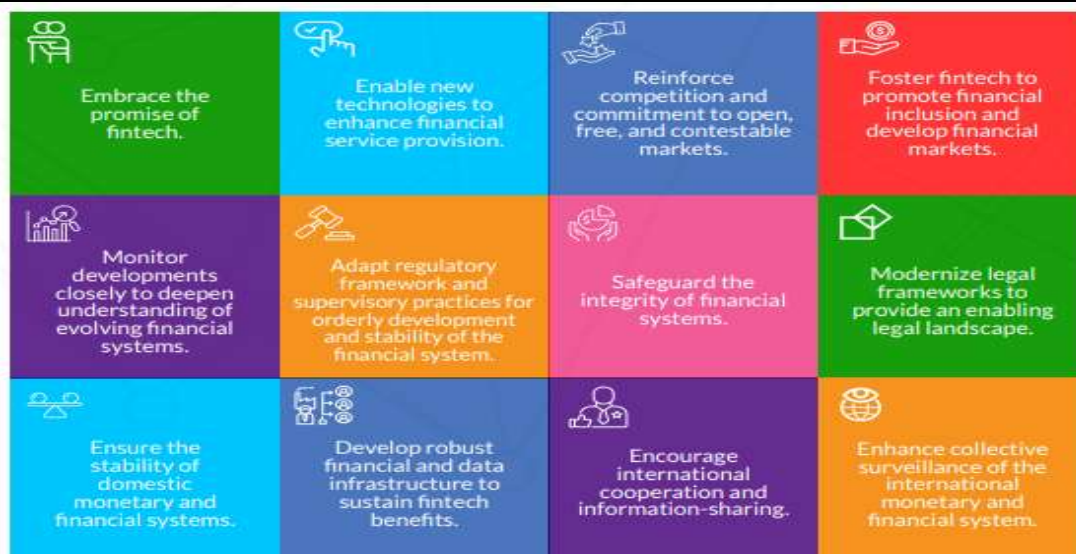 Embrace the
promise of
fintech.
Enable new
technologies to
enhance financial
service provision.
Reinforce
competition and
commitment to open,
free, and contestable
markets.
Foster fintech to
promote financial
inclusion and
develop financial
markets.
Monitor
developments
closely to deepen
understanding of
evolving financial
systems.
Adapt regulatory
framework and
supervisory practices for
orderly development
and stability of the
financial system.
Safeguard the
integrity of financial
systems.
Modernize legal
frameworks to
provide an enabling
legal landscape.
Ensure the
stability of
domestic
monetary and
financial systems.
Develop robust
financial and data
infrastructure to
sustain fintech
benefits.
Encourage
international
cooperation and
information-sharing.
Enhance collective
surveillance of the
international
monetary and
financial system.